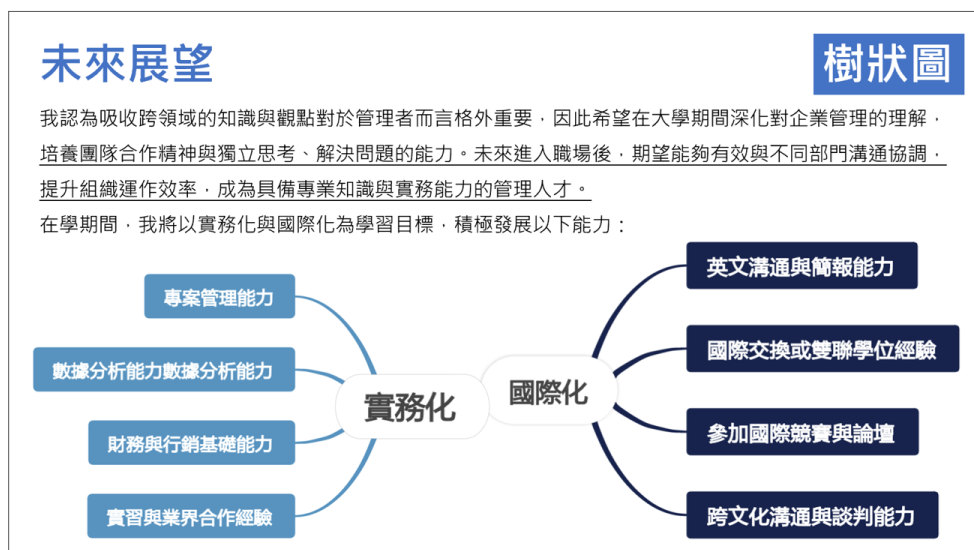 未來展望
樹狀圖
我認為吸收跨領域的知識與觀點對於管理者而言格外重要，因此希望在大學期間深化對企業管理的理解，
培養團隊合作精神與獨立思考、解決問題的能力。未來進入職場後，期望能夠有效與不同部門溝通協調，
提升組織運作效率，成為具備專業知識與實務能力的管理人才。
在學期間，我將以實務化與國際化為學習目標，積極發展以下能力：
專案管理能力
數據分析能力數據分析能力
財務與行銷基礎能力
實習與業界合作經驗
實務化
國際化
英文溝通與簡報能力
國際交換或雙聯學位經驗
參加國際競賽與論壇
跨文化溝通與談判能力